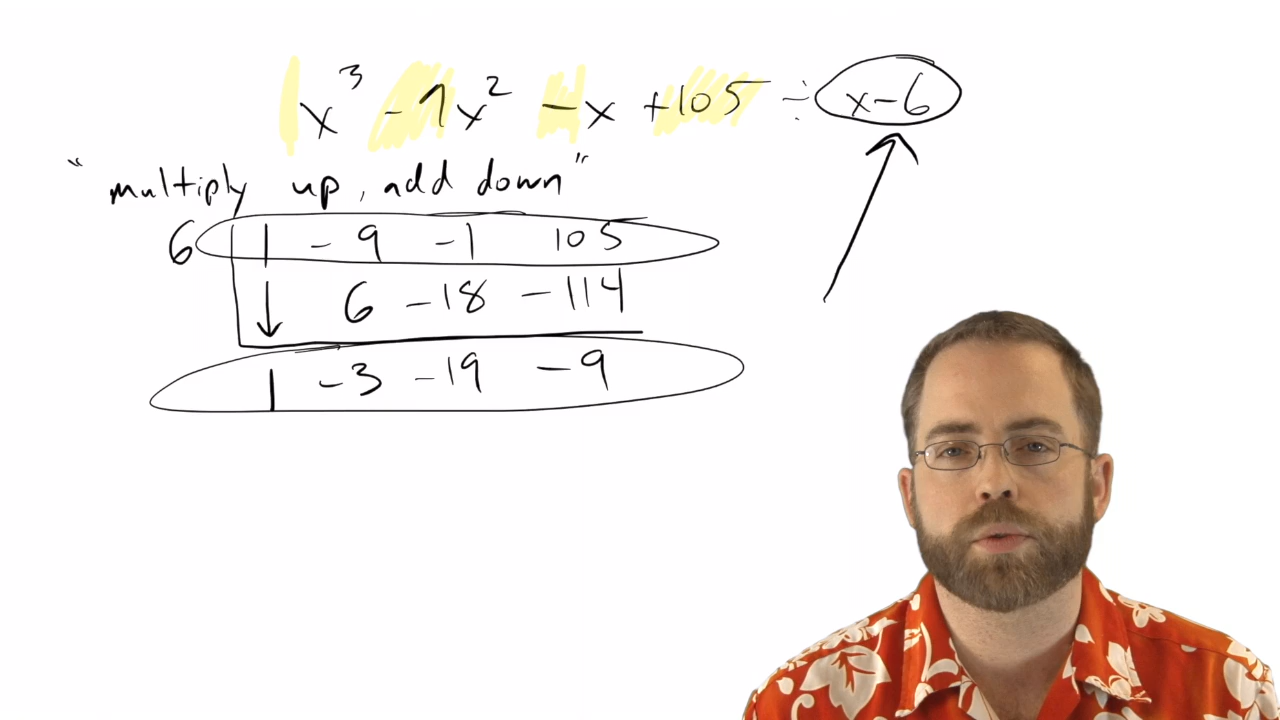 x³ - 9x² - x + 105 ÷ x - 6
"multiply up, add down"
6 1 - 9 - 1 105
↓ 6 - 18 - 114
1 - 3 - 19 - 9